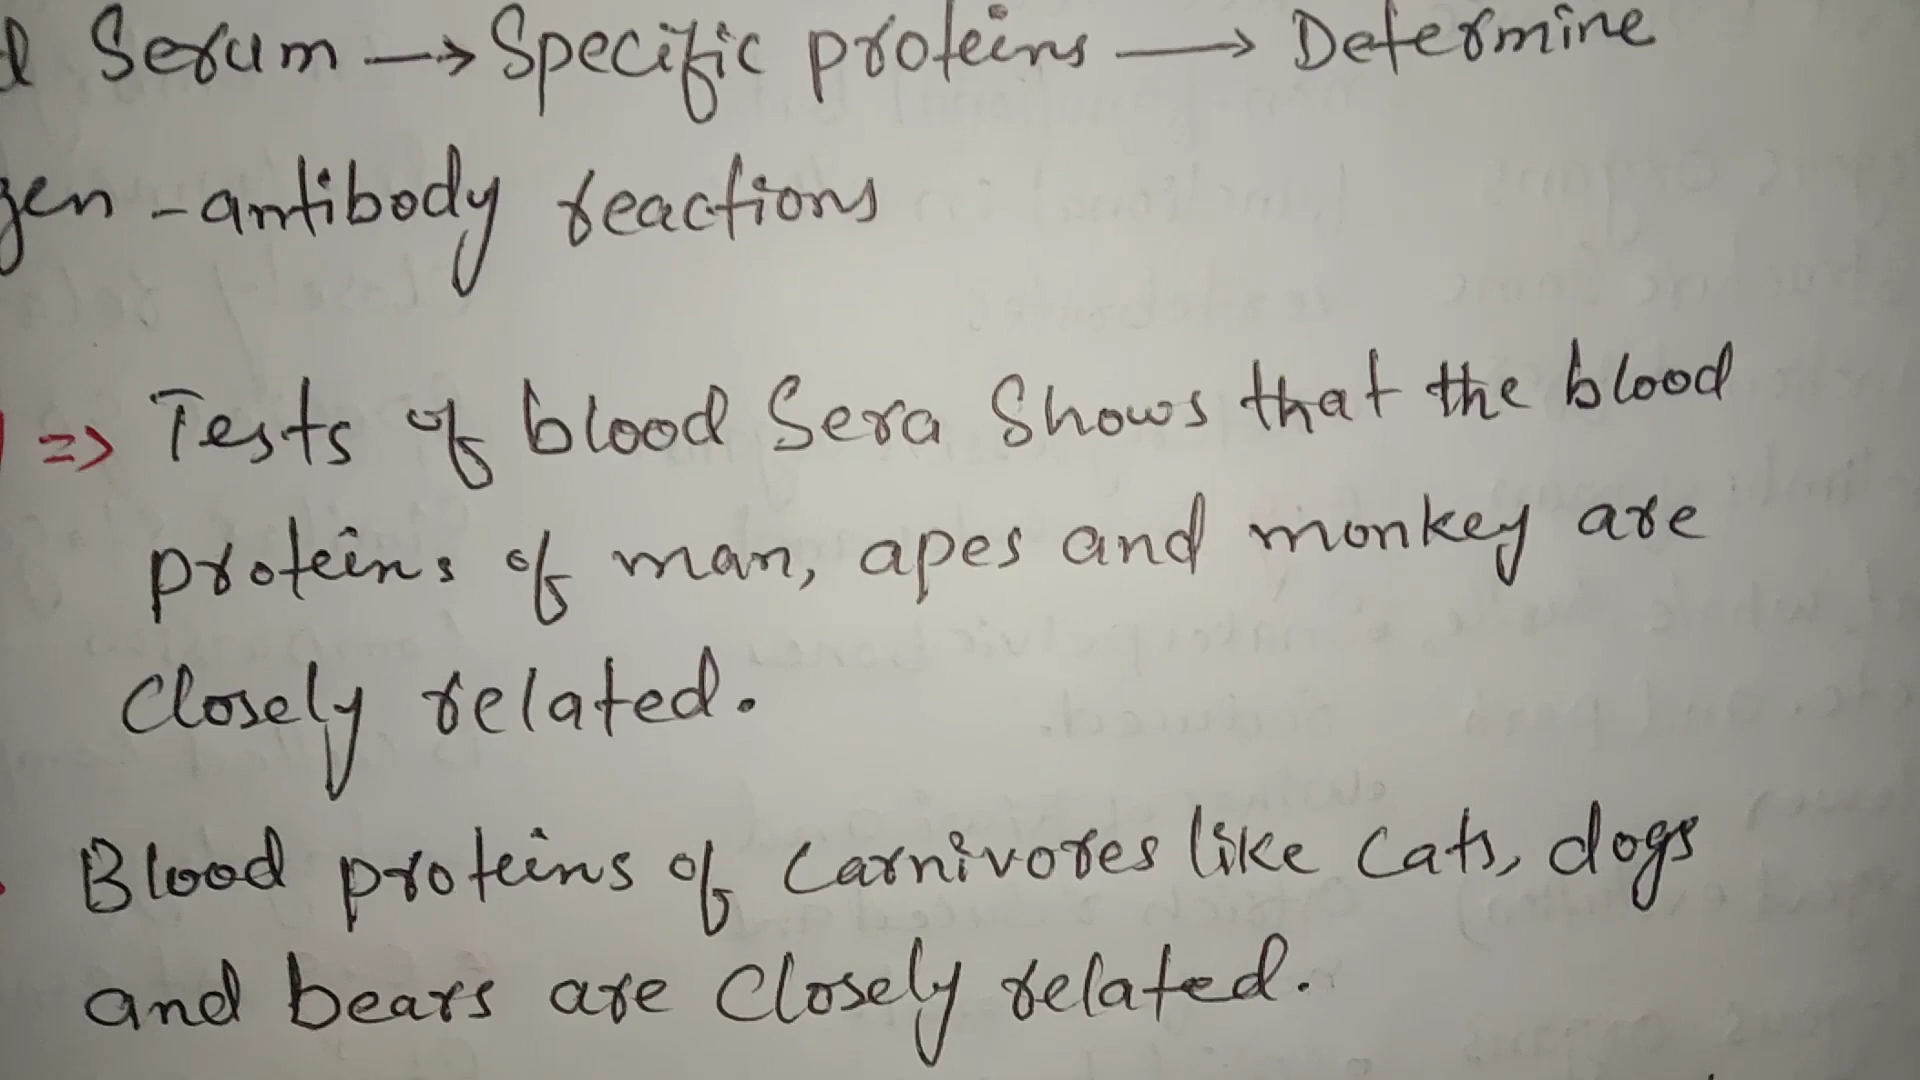 Serum → Specific proteins → Determine
gen - antibody reactions
=> Tests of blood Sera Shows that the blood
proteins of man, apes and monkey are
Closely related.
Blood proteins of Carnivores like Cats, dogs
and bears are Closely related.